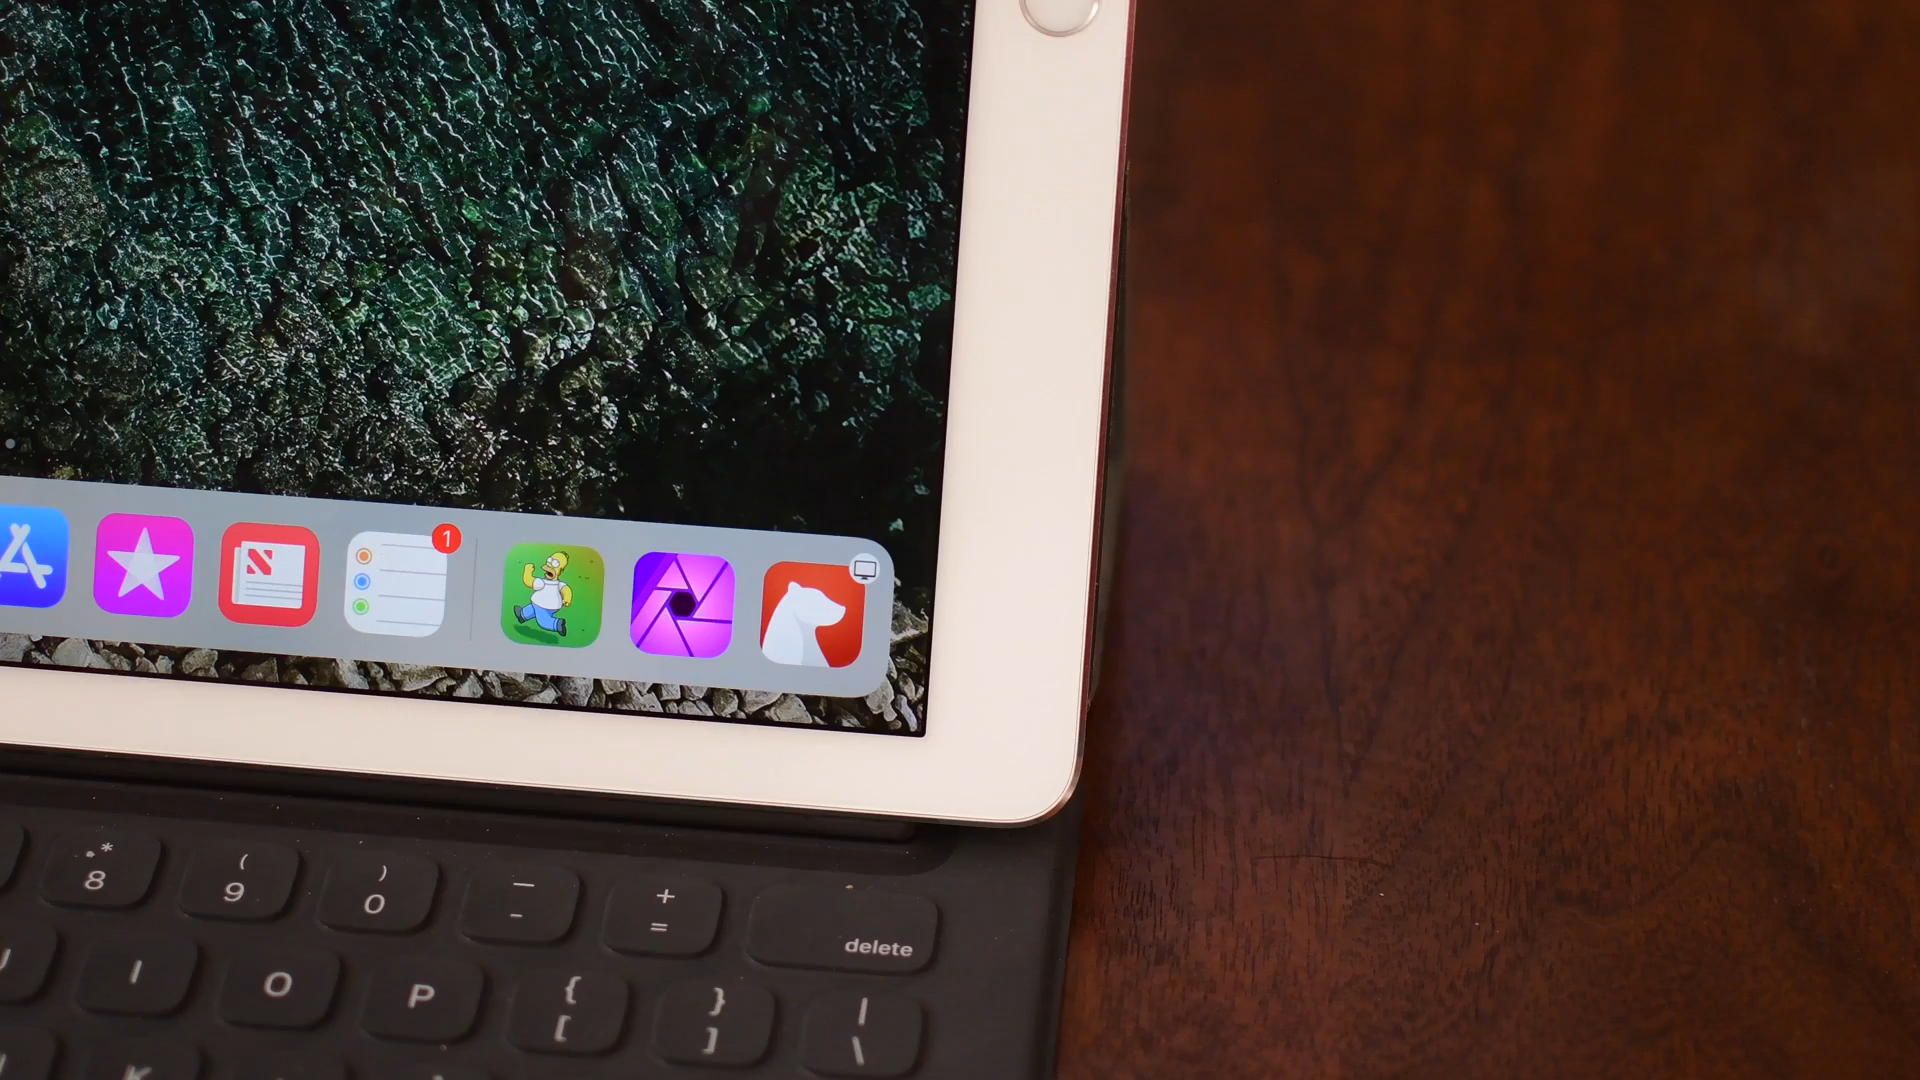 1
* 8
( 9
) 0
— -
+ =
delete
I
O
P
{ [
} ]
| \
K